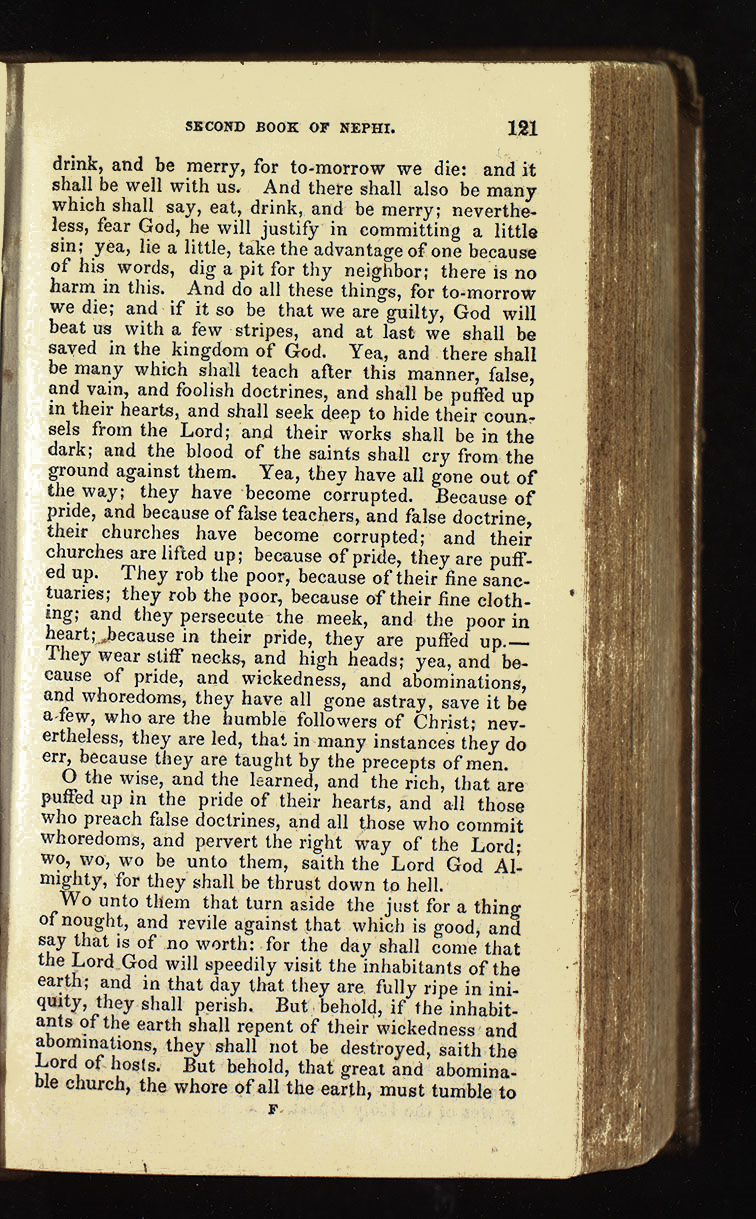 SECOND BOOK OF NEPHI. 121
drink, and be merry, for to-morrow we die: and it
shall be well with us. And there shall also be many
which shall say, eat, drink, and be merry; neverthe-
less, fear God, he will justify in committing a little
sin; yea, lie a little, take the advantage of one because
of his words, dig a pit for thy neighbor; there is no
harm in this. And do all these things, for to-morrow
we die; and if it so be that we are guilty, God will
beat us with a few stripes, and at last we shall be
saved in the kingdom of God. Yea, and there shall
be many which shall teach after this manner, false,
and vain, and foolish doctrines, and shall be puffed up
in their hearts, and shall seek deep to hide their coun-
sels from the Lord; and their works shall be in the
dark; and the blood of the saints shall cry from the
ground against them. Yea, they have all gone out of
the way; they have become corrupted. Because of
pride, and because of false teachers, and false doctrine,
their churches have become corrupted; and their
churches are lifted up; because of pride, they are puff-
ed up. They rob the poor, because of their fine sanc-
tuaries; they rob the poor, because of their fine cloth-
ing; and they persecute the meek, and the poor in
heart; because in their pride, they are puffed up.—
They wear stiff necks, and high heads; yea, and be-
cause of pride, and wickedness, and abominations,
and whoredoms, they have all gone astray, save it be
a few, who are the humble followers of Christ; nev-
ertheless, they are led, that in many instances they do
err, because they are taught by the precepts of men.
O the wise, and the learned, and the rich, that are
puffed up in the pride of their hearts, and all those
who preach false doctrines, and all those who commit
whoredoms, and pervert the right way of the Lord;
wo, wo, wo be unto them, saith the Lord God Al-
mighty, for they shall be thrust down to hell.
Wo unto them that turn aside the just for a thing
of nought, and revile against that which is good, and
say that is of no worth: for the day shall come that
the Lord God will speedily visit the inhabitants of the
earth; and in that day that they are fully ripe in ini-
quity, they shall perish. But behold, if the inhabit-
ants of the earth shall repent of their wickedness and
abominations, they shall not be destroyed, saith the
Lord of hosts. But behold, that great and abomina-
ble church, the whore of all the earth, must tumble to
F